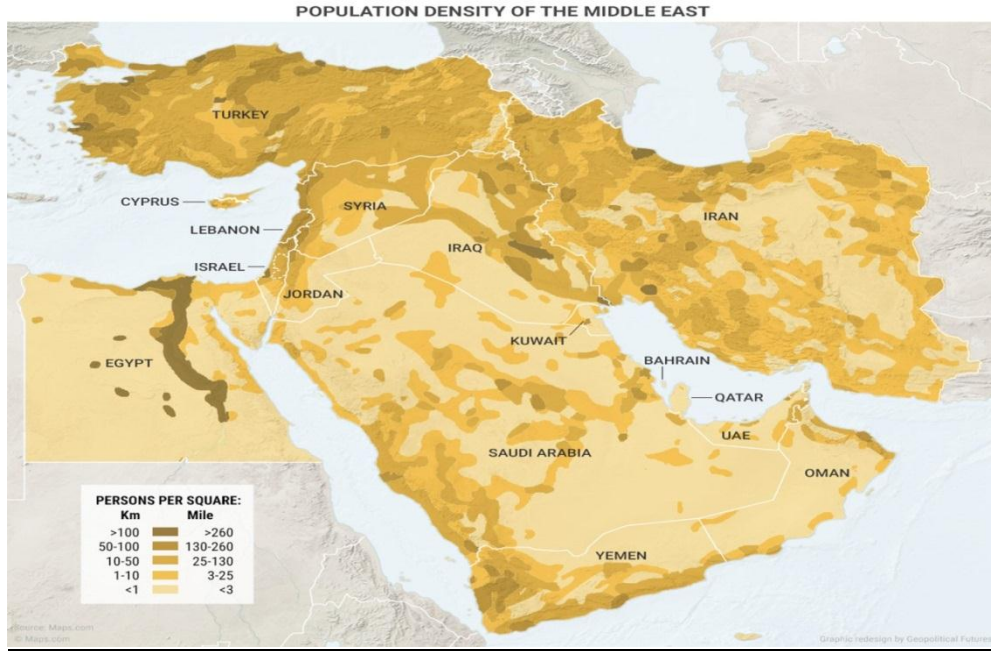 POPULATION DENSITY OF THE MIDDLE EAST
TURKEY
CYPRUS
SYRIA
LEBANON
IRAN
IRAQ
ISRAEL
JORDAN
KUWAIT
BAHRAIN
EGYPT
QATAR
UAE
SAUDI ARABIA
OMAN
YEMEN
PERSONS PER SQUARE:
Km Mile
>100 >260
50-100 130-260
10-50 25-130
1-10 3-25
<1 <3
Source: Maps.com
© Maps.com
Graphic redesign by Geopolitical Futures